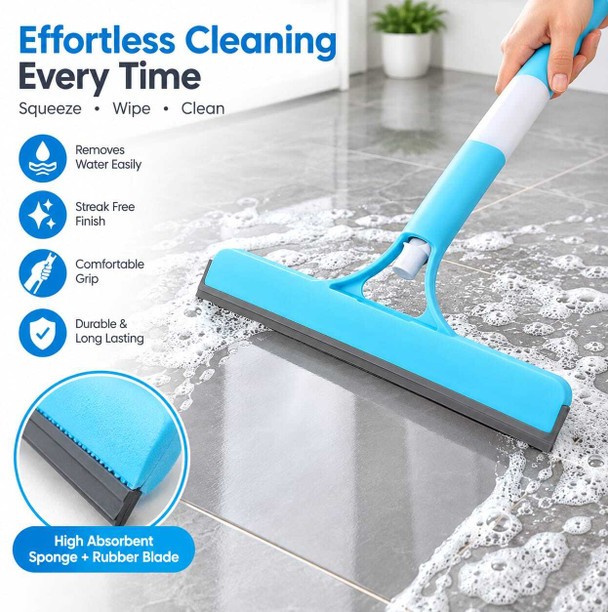 Effortless Cleaning
Every Time
Squeeze • Wipe • Clean
Removes
Water Easily
Streak Free
Finish
Comfortable
Grip
Durable &
Long Lasting
High Absorbent
Sponge + Rubber Blade